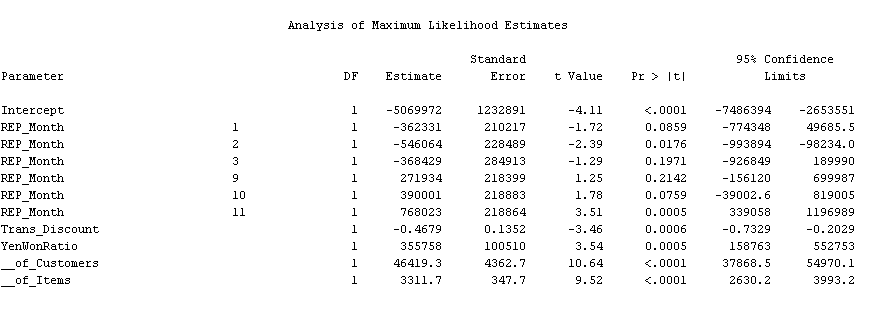 Analysis of Maximum Likelihood Estimates
Standard 95% Confidence
Parameter DF Estimate Error t Value Pr > |t| Limits
Intercept 1 -5069972 1232891 -4.11 <.0001 -7486394 -2653551
REP_Month 1 1 -362331 210217 -1.72 0.0859 -774348 49685.5
REP_Month 2 1 -546064 228489 -2.39 0.0176 -993894 -98234.0
REP_Month 3 1 -368429 284913 -1.29 0.1971 -926849 189990
REP_Month 9 1 271934 218399 1.25 0.2142 -156120 699987
REP_Month 10 1 390001 218883 1.78 0.0759 -39002.6 819005
REP_Month 11 1 768023 218864 3.51 0.0005 339058 1196989
Trans_Discount 1 -0.4679 0.1352 -3.46 0.0006 -0.7329 -0.2029
YenWonRatio 1 355758 100510 3.54 0.0005 158763 552753
__of_Customers 1 46419.3 4362.7 10.64 <.0001 37868.5 54970.1
__of_Items 1 3311.7 347.7 9.52 <.0001 2630.2 3993.2